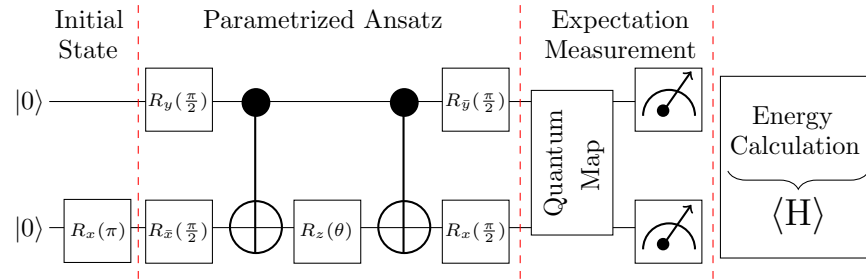 Initial State
Parametrized Ansatz
Expectation Measurement
|0⟩
R_y(π/2)
R_ȳ(π/2)
|0⟩
R_x(π)
R_x̄(π/2)
R_z(θ)
R_x(π/2)
Quantum Map
Energy
Calculation
⟨H⟩